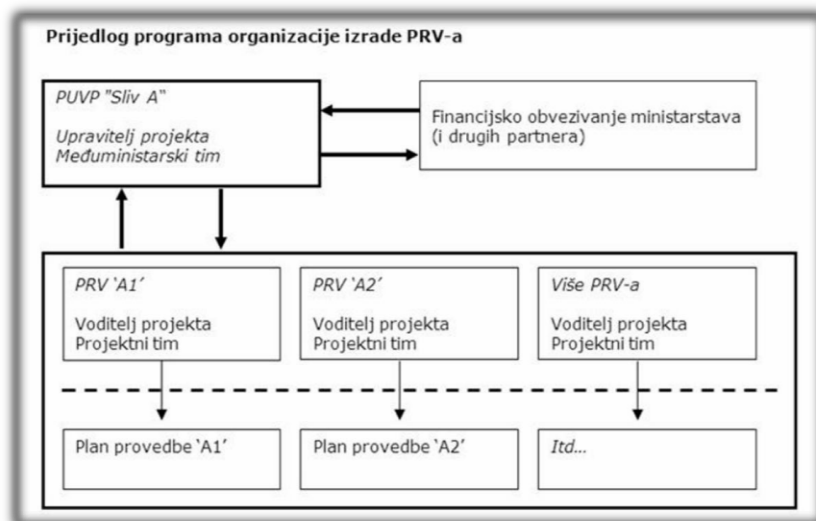 Prijedlog programa organizacije izrade PRV-a
PUVP "Sliv A"
Upravitelj projekta
Međuministarski tim
Financijsko obvezivanje ministarstava
(i drugih partnera)
PRV ‘A1’
Voditelj projekta
Projektni tim
PRV ‘A2’
Voditelj projekta
Projektni tim
Više PRV-a
Voditelj projekta
Projektni tim
Plan provedbe ‘A1’
Plan provedbe ‘A2’
Itd...